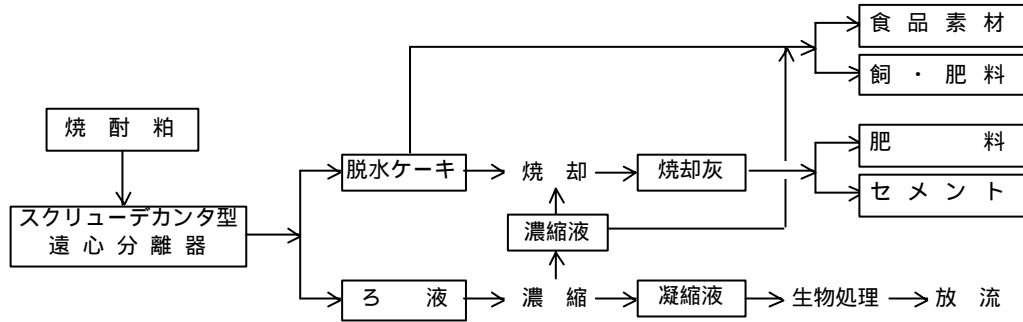 食品素材
飼・肥料
焼酎粕
肥料
脱水ケーキ
焼却
焼却灰
セメント
スクリューデカンタ型
遠心分離器
濃縮液
ろ液
濃縮
凝縮液
生物処理
放流